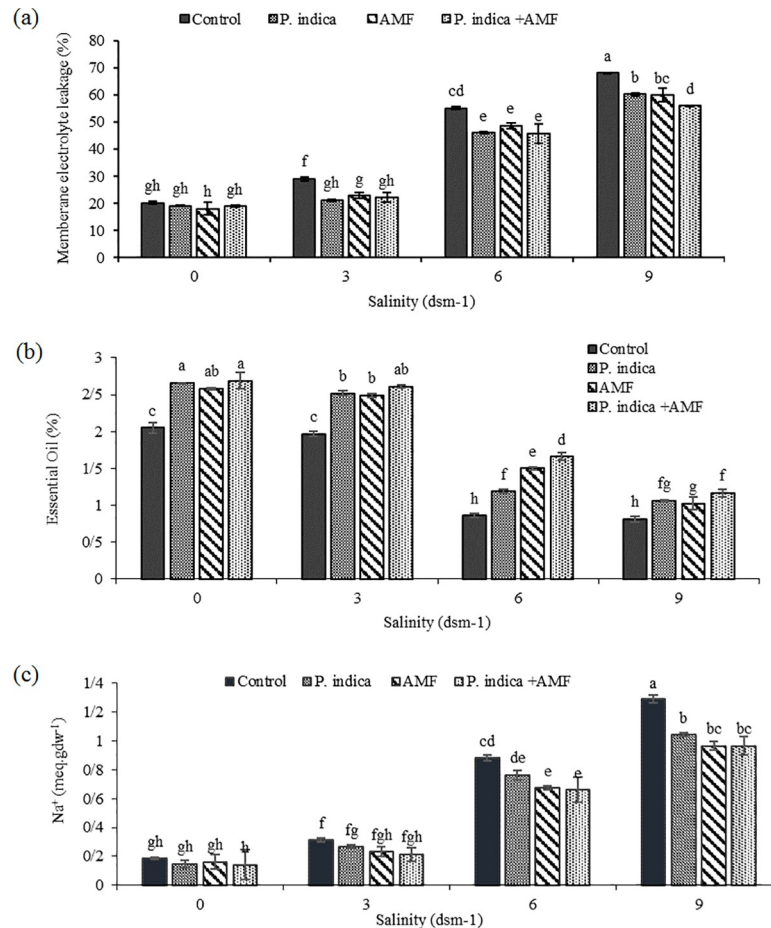 (a)
Control P. indica AMF P. indica +AMF
Memberane electrolyte leakage (%)
80
70
60
50
40
30
20
10
0
gh gh h gh
f gh g gh
cd e e e
a b bc d
0 3 6 9
Salinity (dsm-1)
(b)
Control
P. indica
AMF
P. indica +AMF
Essential Oil (%)
3
2/5
2
1/5
1
0/5
0
c a ab a
c b b ab
h f e d
h fg g f
0 3 6 9
Salinity (dsm-1)
(c)
Control P. indica AMF P. indica +AMF
Na⁺ (meq.gdw⁻¹)
1/4
1/2
1
0/8
0/6
0/4
0/2
0
gh gh gh h
f fg fgh fgh
cd de e e
a b bc bc
0 3 6 9
Salinity (dsm-1)